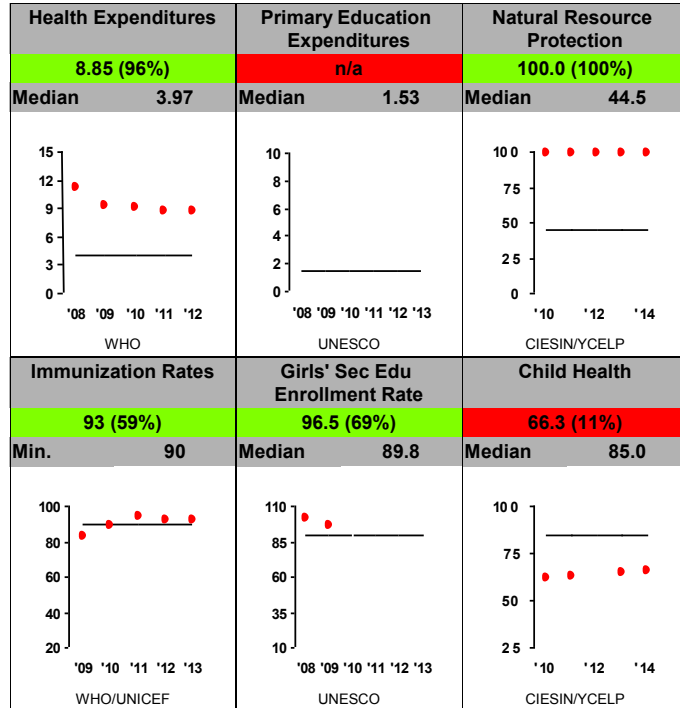 Health Expenditures
8.85 (96%)
Median 3.97
15
12
9
6
3
0
'08 '09 '10 '11 '12
WHO
Primary Education
Expenditures
n/a
Median 1.53
10
8
6
4
2
0
'08 '09 '10 '11 '12 '13
UNESCO
Natural Resource
Protection
100.0 (100%)
Median 44.5
100
75
50
25
0
'10 '12 '14
CIESIN/YCELP
Immunization Rates
93 (59%)
Min. 90
100
80
60
40
20
'09 '10 '11 '12 '13
WHO/UNICEF
Girls' Sec Edu
Enrollment Rate
96.5 (69%)
Median 89.8
110
85
60
35
10
'08 '09 '10 '11 '12 '13
UNESCO
Child Health
66.3 (11%)
Median 85.0
100
75
50
25
'10 '12 '14
CIESIN/YCELP